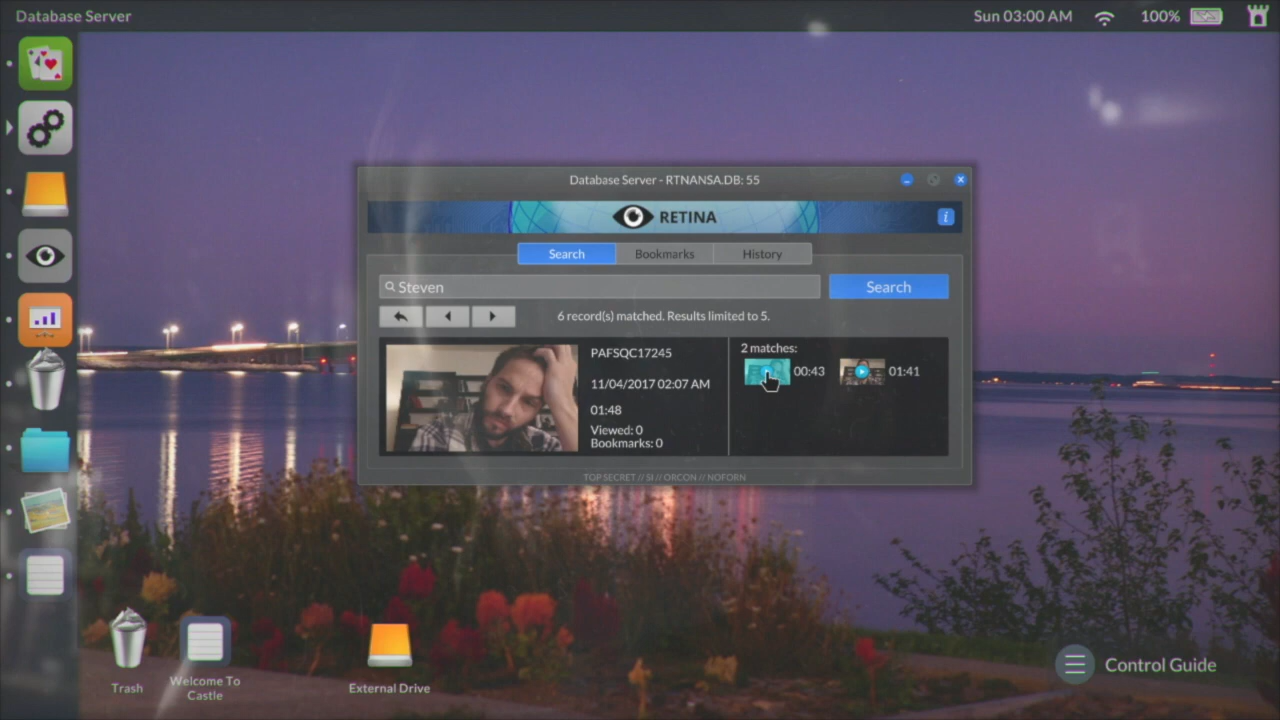 Database Server
Sun 03:00 AM
100%
Database Server - RTNANSA.DB: 55
RETINA
i
Search
Bookmarks
History
Steven
Search
6 record(s) matched. Results limited to 5.
PAFSQC17245
11/04/2017 02:07 AM
01:48
Viewed: 0
Bookmarks: 0
2 matches:
00:43
01:41
TOP SECRET // SI // ORCON // NOFORN
Trash
Welcome To
Castle
External Drive
Control Guide